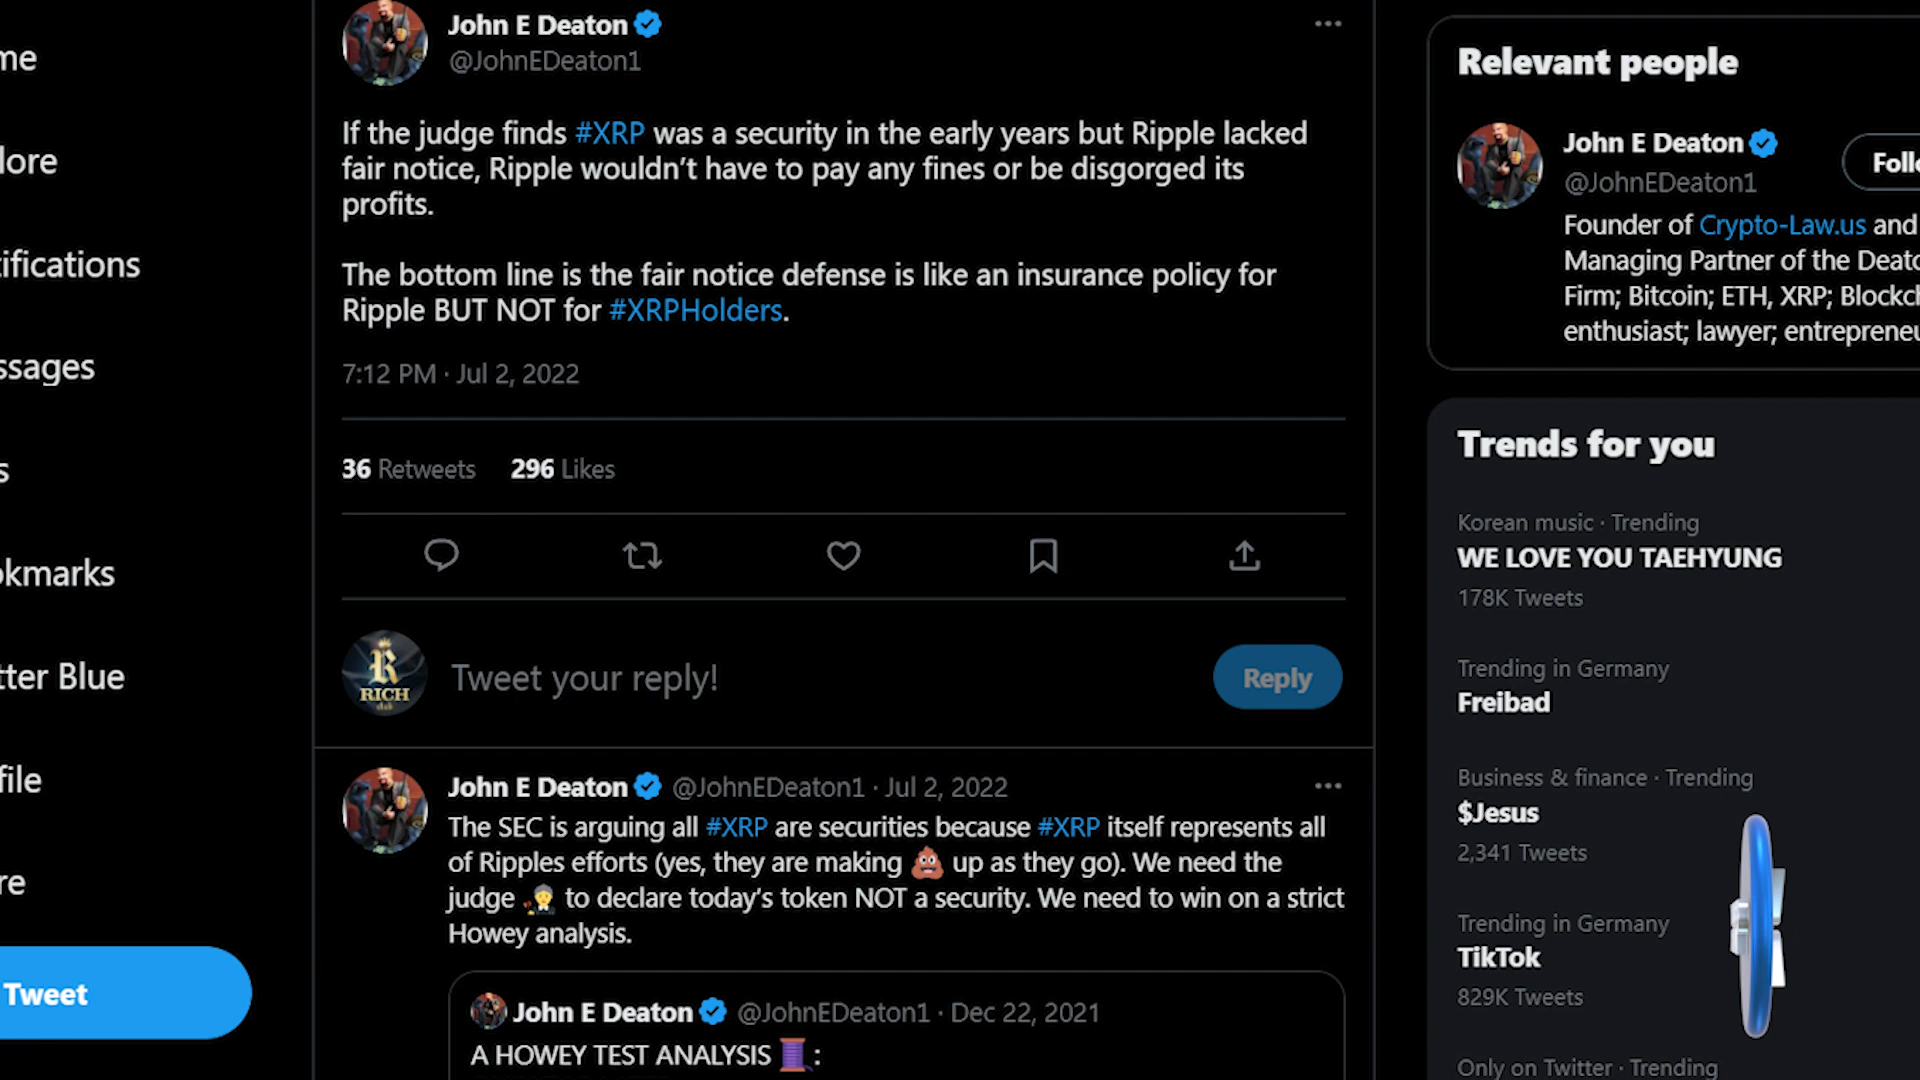 me
lore
tifications
ssages
s
okmarks
tter Blue
file
re
Tweet
John E Deaton
@JohnEDeaton1
If the judge finds #XRP was a security in the early years but Ripple lacked
fair notice, Ripple wouldn’t have to pay any fines or be disgorged its
profits.
The bottom line is the fair notice defense is like an insurance policy for
Ripple BUT NOT for #XRPHolders.
7:12 PM · Jul 2, 2022
36 Retweets 296 Likes
R
RICH
club
Tweet your reply!
Reply
John E Deaton @JohnEDeaton1 · Jul 2, 2022
The SEC is arguing all #XRP are securities because #XRP itself represents all
of Ripples efforts (yes, they are making 💩 up as they go). We need the
judge 👩‍⚖️ to declare today’s token NOT a security. We need to win on a strict
Howey analysis.
John E Deaton @JohnEDeaton1 · Dec 22, 2021
A HOWEY TEST ANALYSIS 🧵:
Relevant people
John E Deaton
Follo
@JohnEDeaton1
Founder of Crypto-Law.us and
Managing Partner of the Deato
Firm; Bitcoin; ETH, XRP; Blockch
enthusiast; lawyer; entrepreneu
Trends for you
Korean music · Trending
WE LOVE YOU TAEHYUNG
178K Tweets
Trending in Germany
Freibad
Business & finance · Trending
$Jesus
2,341 Tweets
Trending in Germany
TikTok
829K Tweets
Only on Twitter · Trending